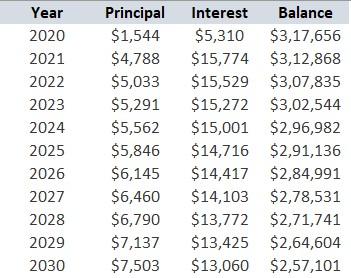 Year Principal Interest Balance
2020 $1,544 $5,310 $3,17,656
2021 $4,788 $15,774 $3,12,868
2022 $5,033 $15,529 $3,07,835
2023 $5,291 $15,272 $3,02,544
2024 $5,562 $15,001 $2,96,982
2025 $5,846 $14,716 $2,91,136
2026 $6,145 $14,417 $2,84,991
2027 $6,460 $14,103 $2,78,531
2028 $6,790 $13,772 $2,71,741
2029 $7,137 $13,425 $2,64,604
2030 $7,503 $13,060 $2,57,101